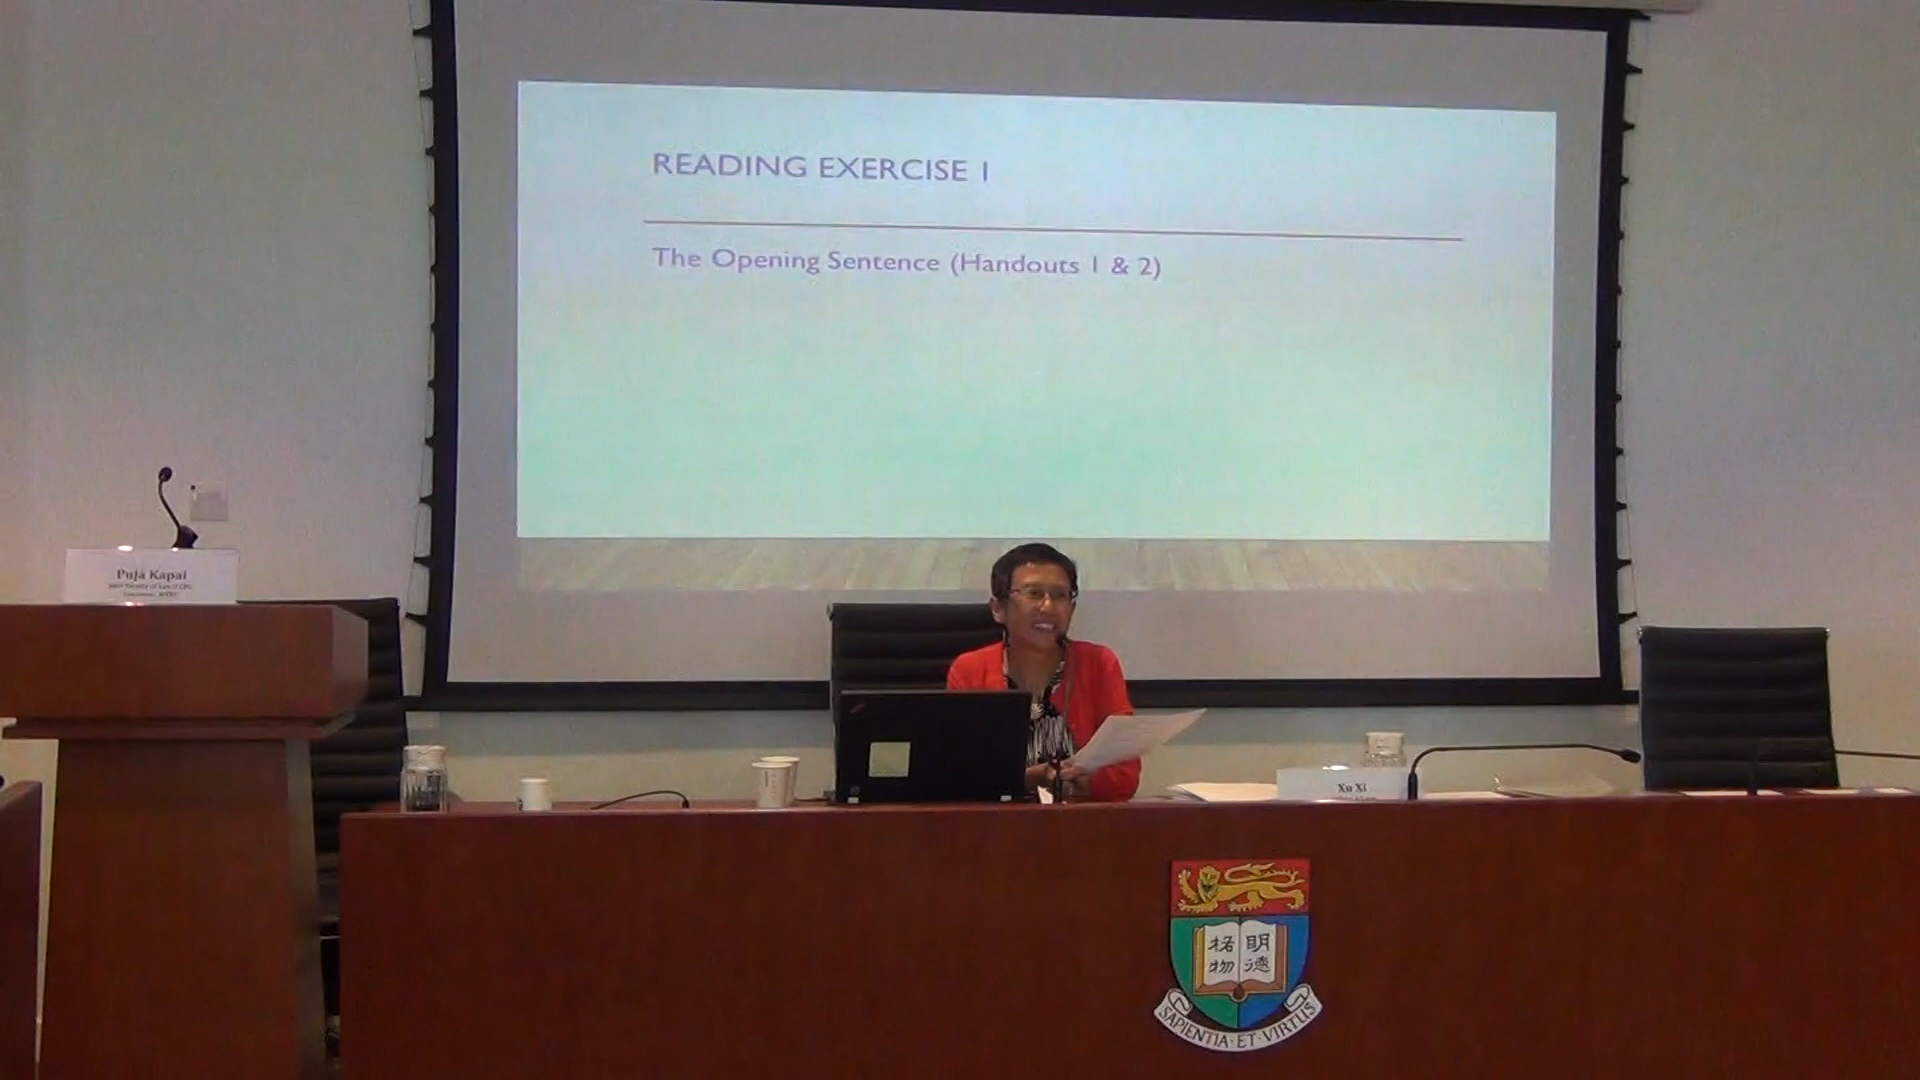 READING EXERCISE 1
The Opening Sentence (Handouts 1 & 2)
Puja Kapai
Xu Xi
明德
格物
SAPIENTIA·ET·VIRTUS